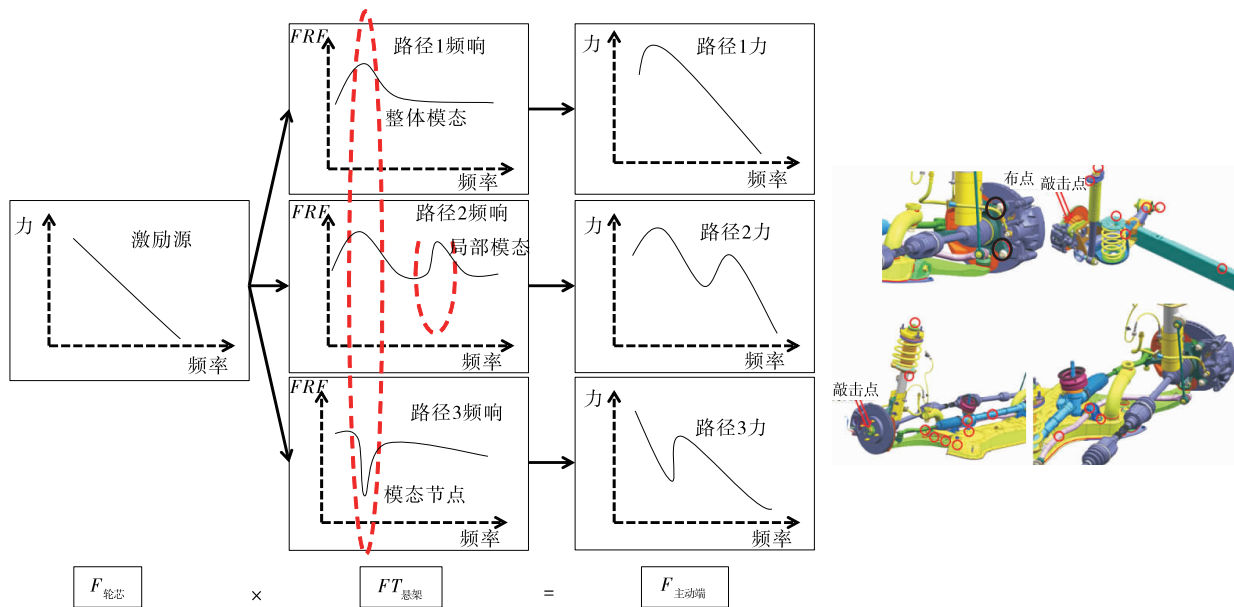 力
激励源
频率
FRF
路径1频响
整体模态
频率
FRF
路径2频响
局部模态
频率
FRF
路径3频响
模态节点
频率
力
路径1力
频率
力
路径2力
频率
力
路径3力
频率
布点
敲击点
敲击点
F轮芯
×
FT悬架
=
F主动端